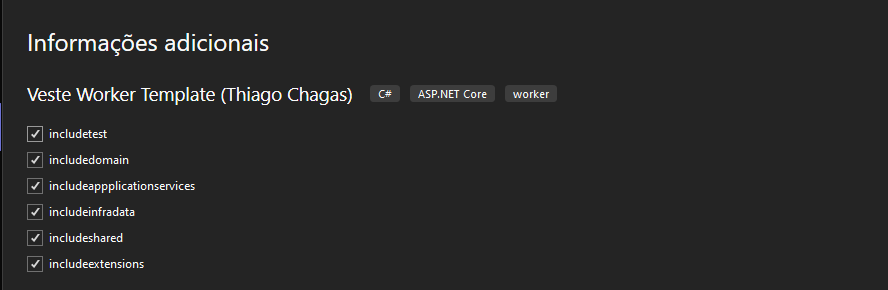 Informações adicionais
Veste Worker Template (Thiago Chagas) C# ASP.NET Core worker
includetest
includedomain
includeappplicationservices
includeinfradata
includeshared
includeextensions